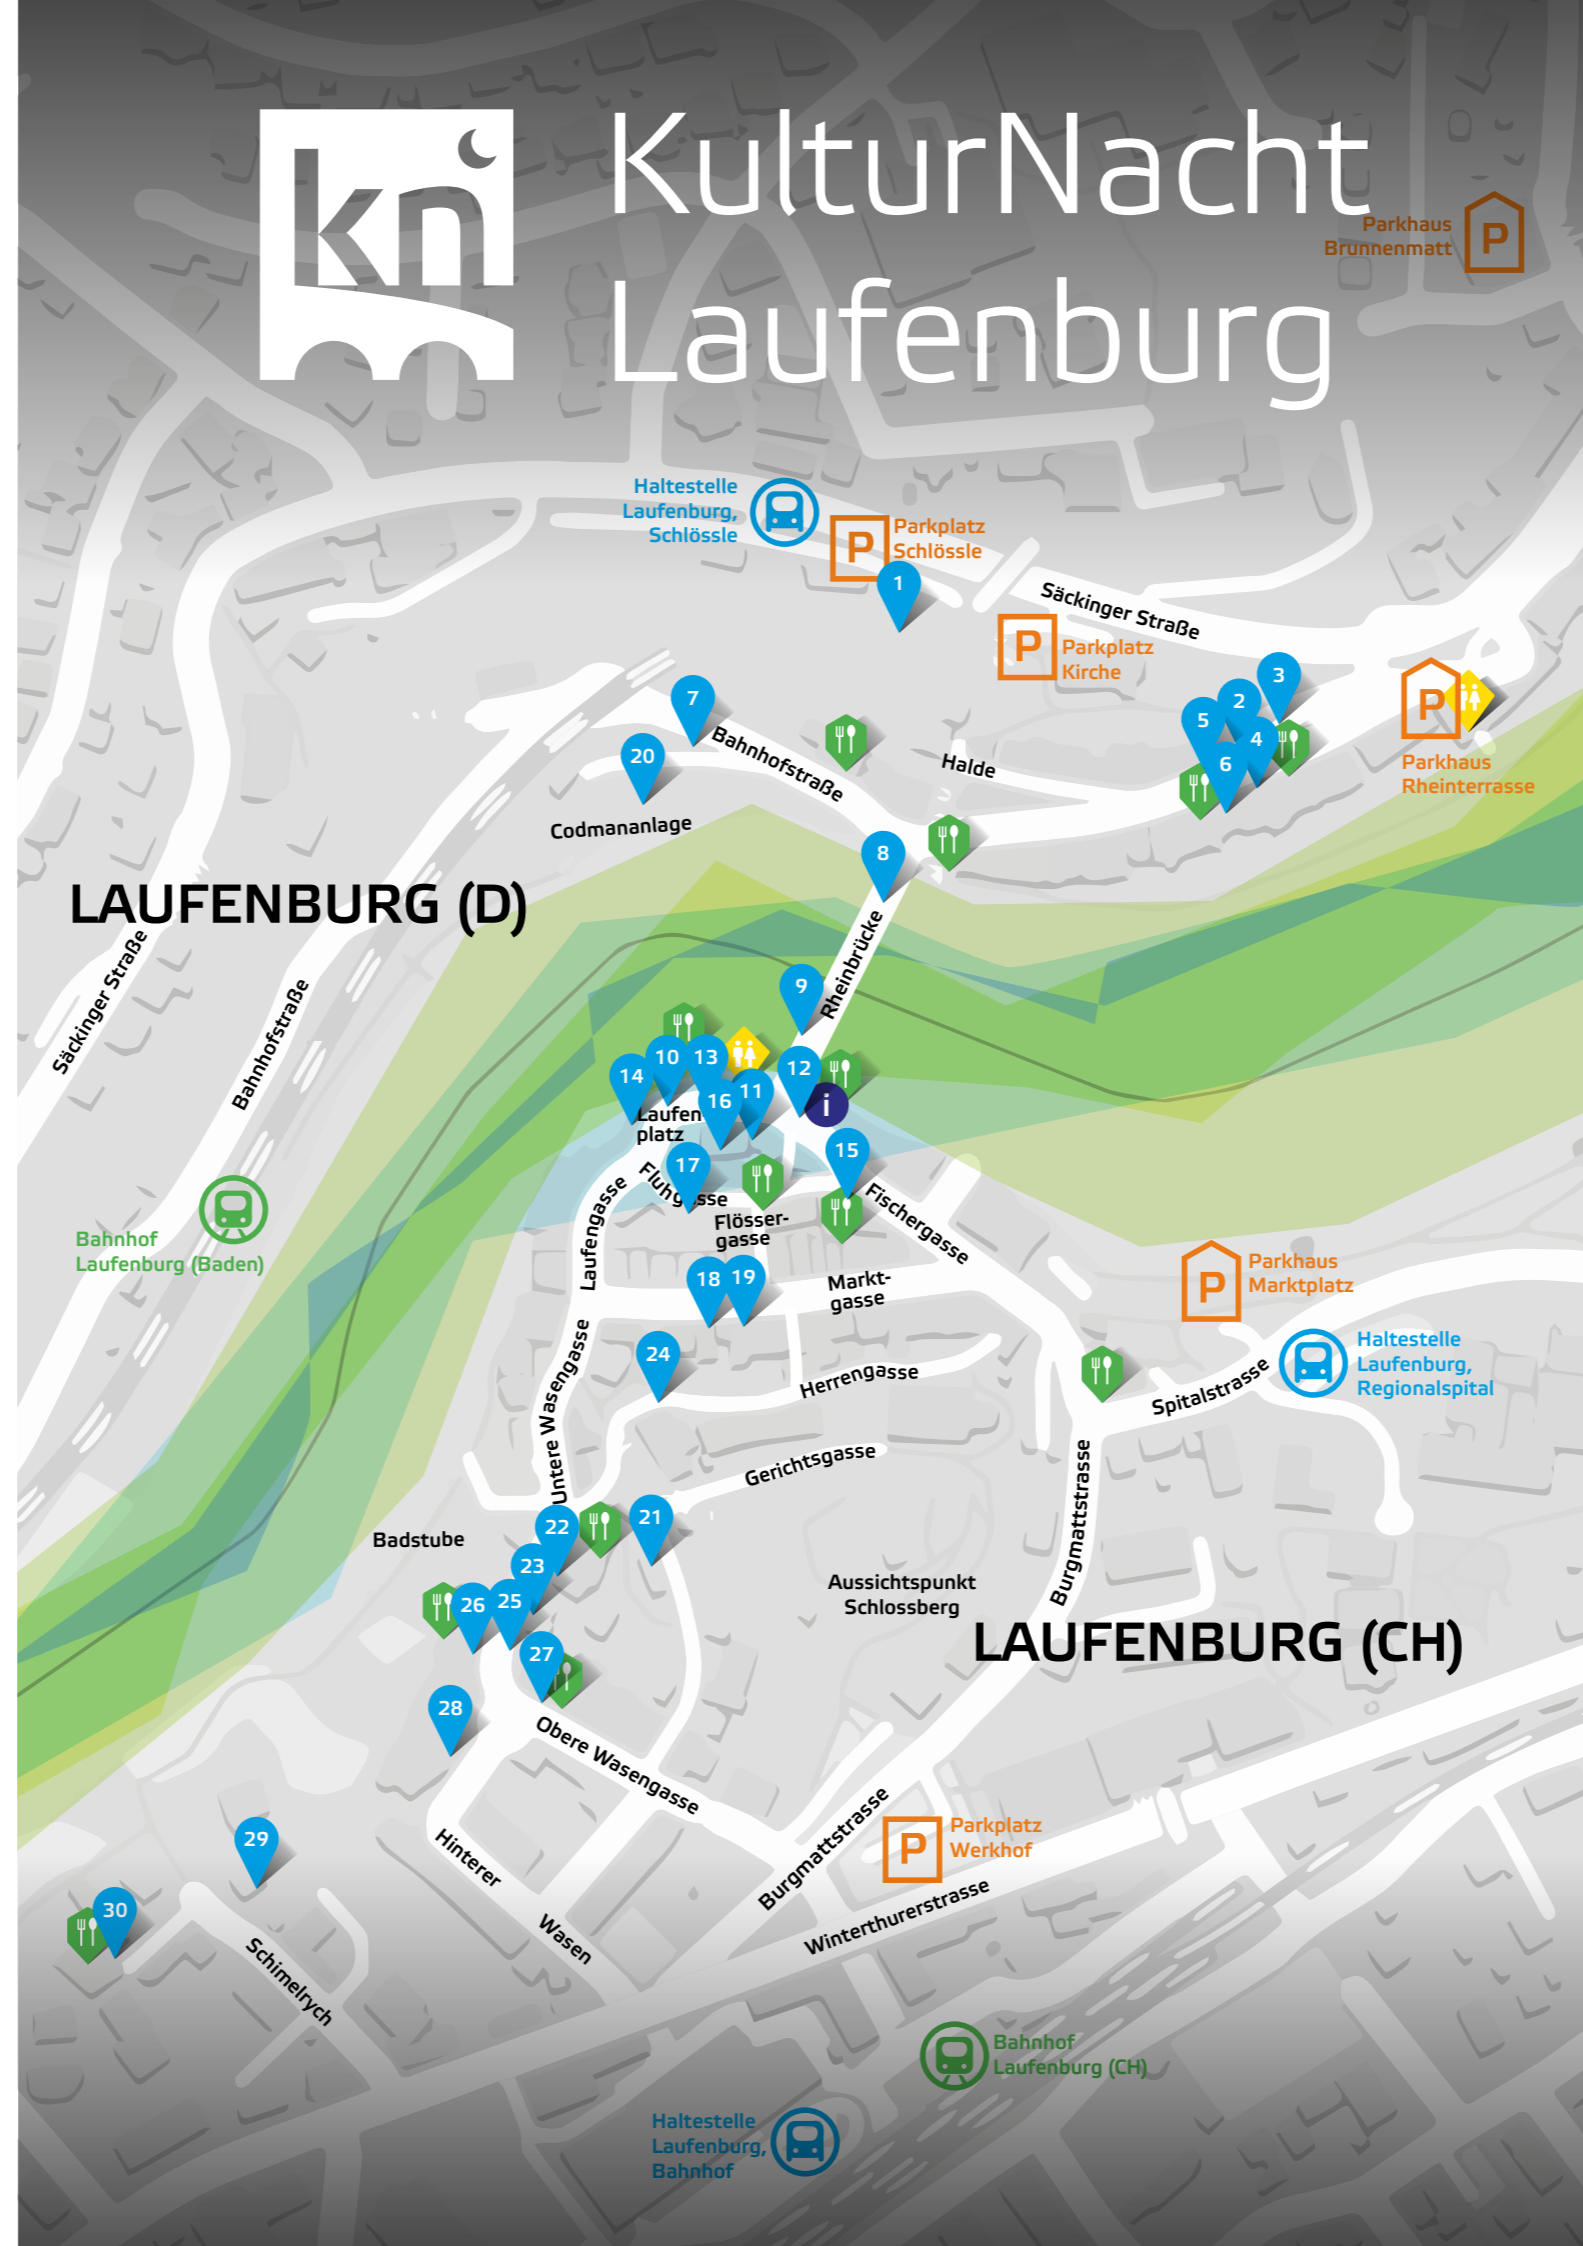 kn
KulturNacht
Laufenburg
Parkhaus
Brunnenmatt
P
Haltestelle
Laufenburg,
Schlössle
P
Parkplatz
Schlössle
1
Säckinger Straße
P
Parkplatz
Kirche
3
2
5
4
6
P
Parkhaus
Rheinterrasse
7
20
Bahnhofstraße
Halde
Codmananlage
8
LAUFENBURG (D)
Säckinger Straße
Bahnhofstraße
Rheinbrücke
9
10
13
14
12
11
16
i
Laufen-
platz
15
17
Fluhgasse
Laufengasse
Flösser-
gasse
Fischergasse
Bahnhof
Laufenburg (Baden)
18
19
Markt-
gasse
P
Parkhaus
Marktplatz
Haltestelle
Laufenburg,
Regionalspital
24
Untere Wasengasse
Herrengasse
Spitalstrasse
Gerichtsgasse
Burgmattstrasse
21
22
Badstube
23
26
25
Aussichtspunkt
Schlossberg
LAUFENBURG (CH)
27
28
Obere Wasengasse
29
Hinterer
Wasen
Burgmattstrasse
P
Parkplatz
Werkhof
Winterthurerstrasse
30
Schimelrych
Bahnhof
Laufenburg (CH)
Haltestelle
Laufenburg,
Bahnhof